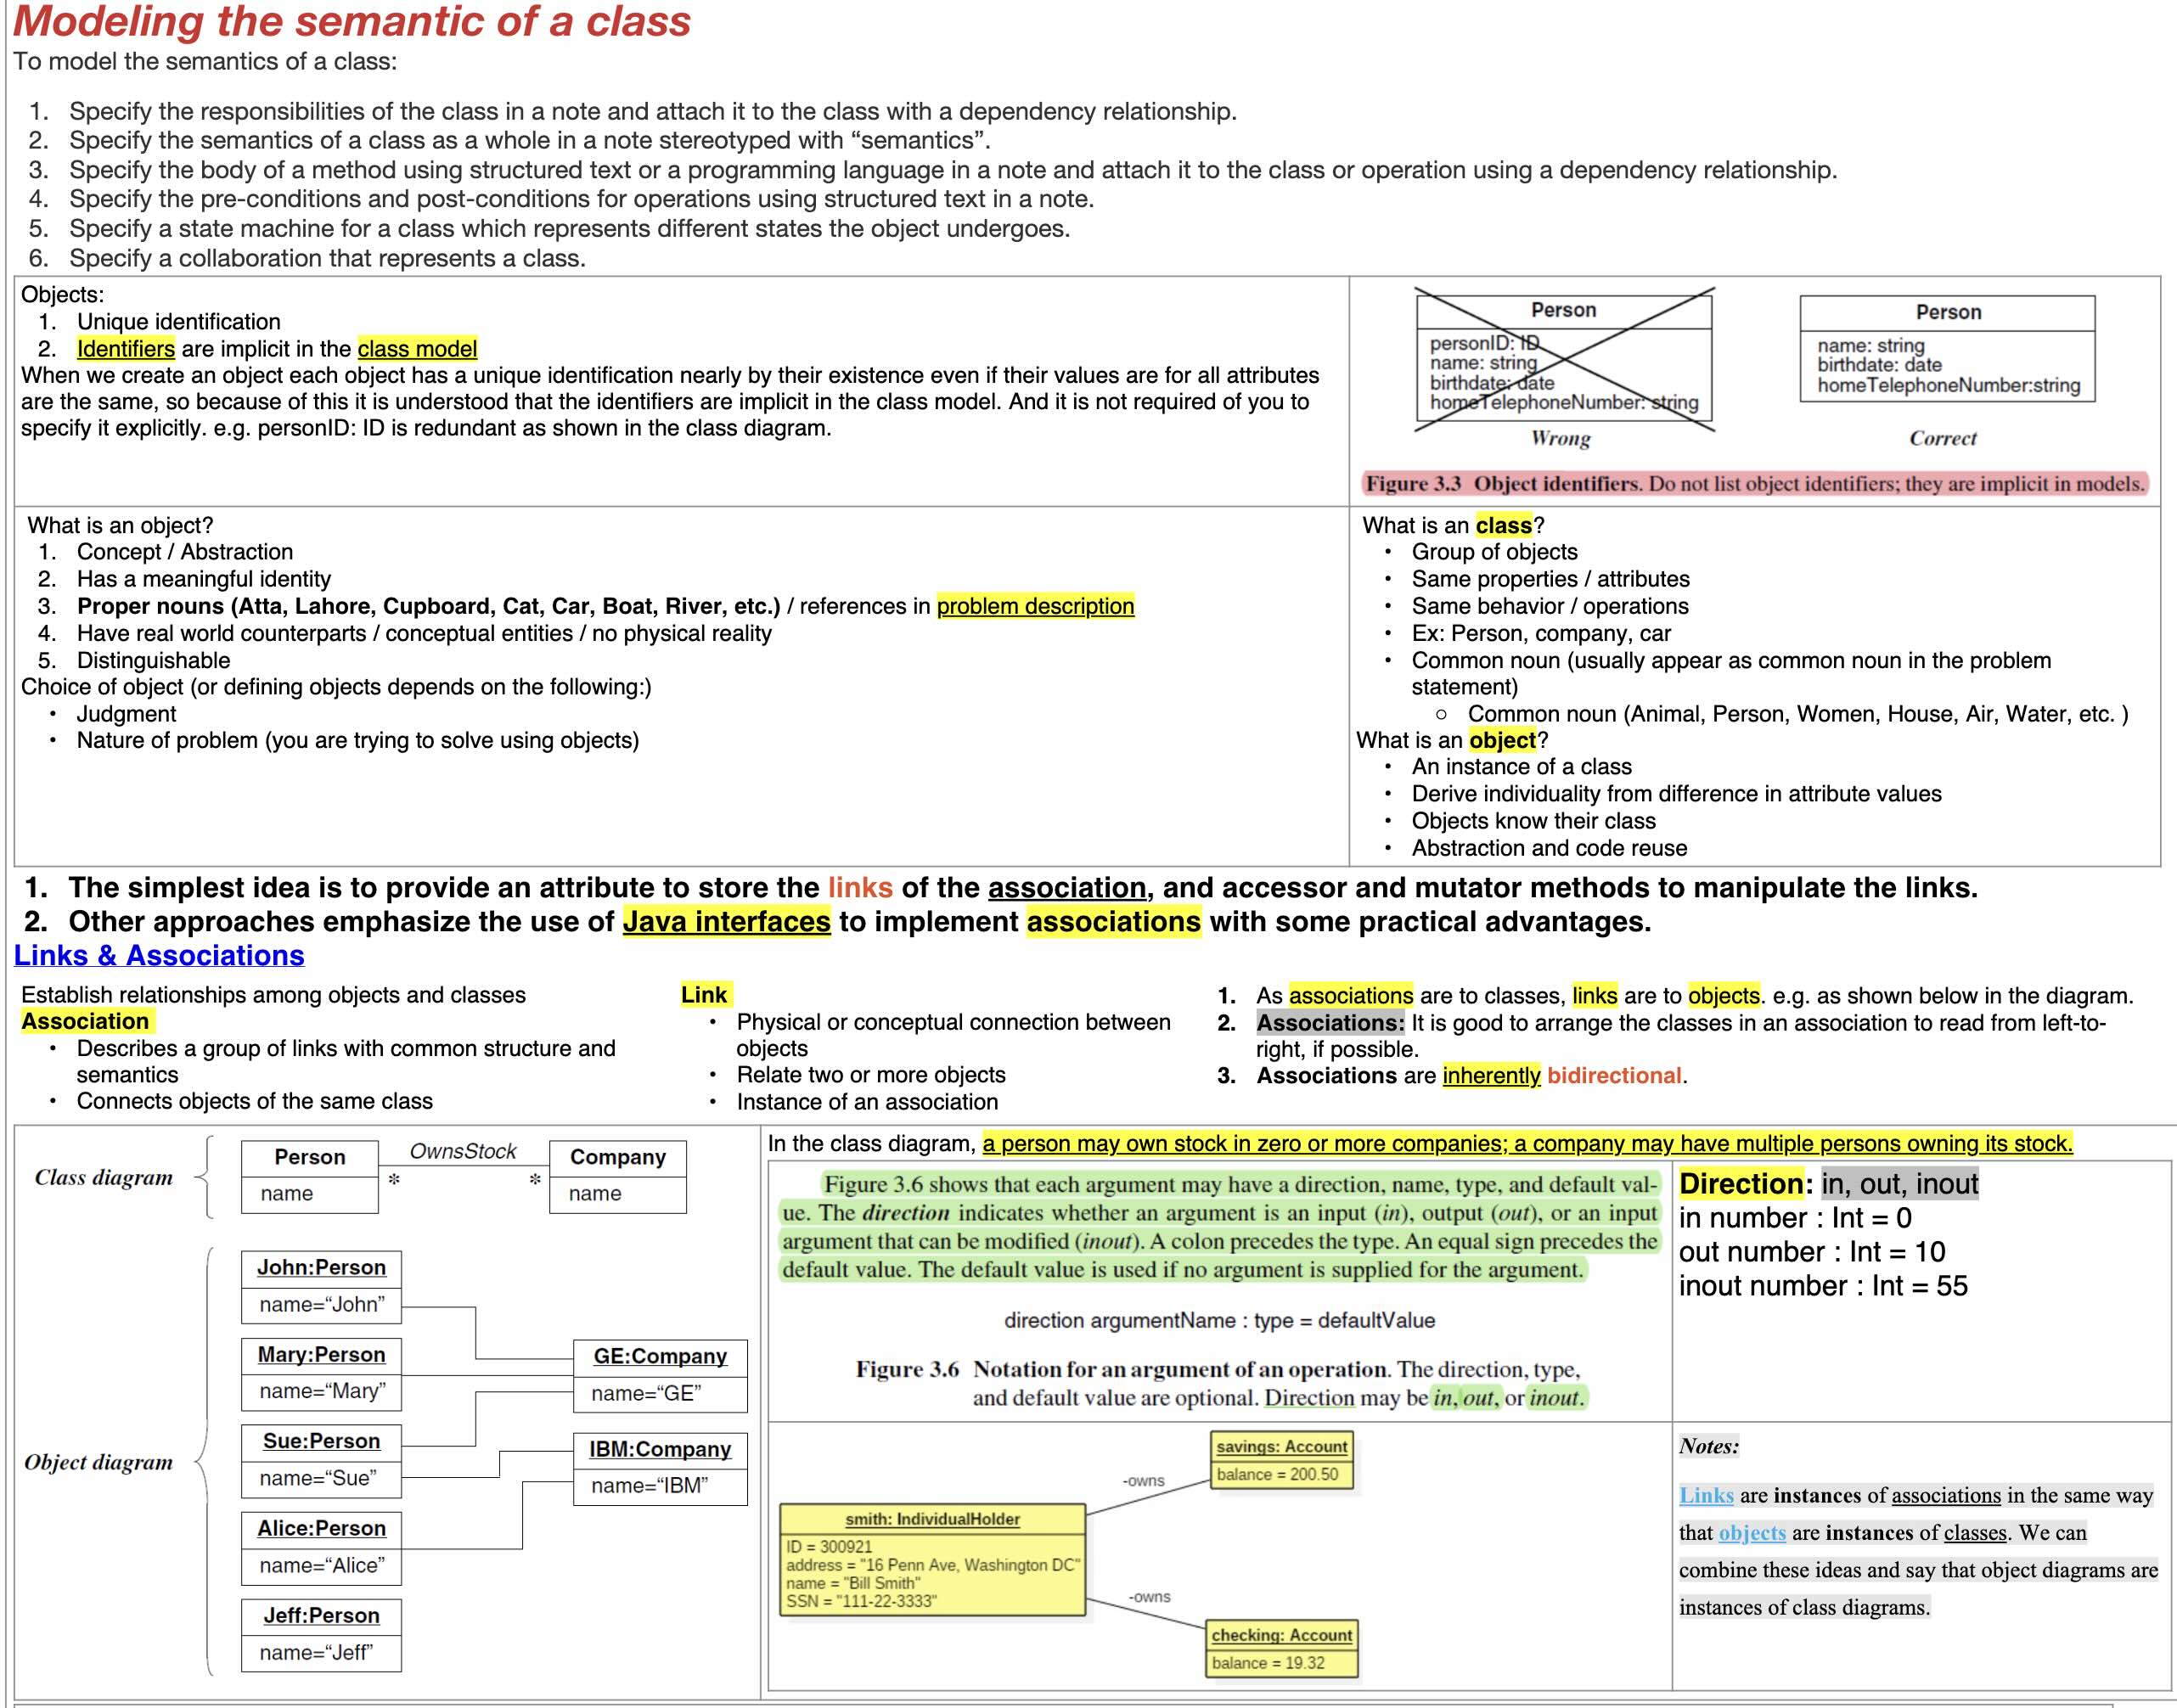 Modeling the semantic of a class
To model the semantics of a class:
1. Specify the responsibilities of the class in a note and attach it to the class with a dependency relationship.
2. Specify the semantics of a class as a whole in a note stereotyped with “semantics”.
3. Specify the body of a method using structured text or a programming language in a note and attach it to the class or operation using a dependency relationship.
4. Specify the pre-conditions and post-conditions for operations using structured text in a note.
5. Specify a state machine for a class which represents different states the object undergoes.
6. Specify a collaboration that represents a class.
Objects:
1. Unique identification
2. Identifiers are implicit in the class model
When we create an object each object has a unique identification nearly by their existence even if their values are for all attributes
are the same, so because of this it is understood that the identifiers are implicit in the class model. And it is not required of you to
specify it explicitly. e.g. personID: ID is redundant as shown in the class diagram.
Person
personID: ID
name: string
birthdate: date
homeTelephoneNumber: string
Wrong
Person
name: string
birthdate: date
homeTelephoneNumber:string
Correct
Figure 3.3 Object identifiers. Do not list object identifiers; they are implicit in models.
What is an object?
1. Concept / Abstraction
2. Has a meaningful identity
3. Proper nouns (Atta, Lahore, Cupboard, Cat, Car, Boat, River, etc.) / references in problem description
4. Have real world counterparts / conceptual entities / no physical reality
5. Distinguishable
Choice of object (or defining objects depends on the following:)
• Judgment
• Nature of problem (you are trying to solve using objects)
What is an class?
• Group of objects
• Same properties / attributes
• Same behavior / operations
• Ex: Person, company, car
• Common noun (usually appear as common noun in the problem
statement)
○ Common noun (Animal, Person, Women, House, Air, Water, etc. )
What is an object?
• An instance of a class
• Derive individuality from difference in attribute values
• Objects know their class
• Abstraction and code reuse
1. The simplest idea is to provide an attribute to store the links of the association, and accessor and mutator methods to manipulate the links.
2. Other approaches emphasize the use of Java interfaces to implement associations with some practical advantages.
Links & Associations
Establish relationships among objects and classes
Association
• Describes a group of links with common structure and
semantics
• Connects objects of the same class
Link
• Physical or conceptual connection between
objects
• Relate two or more objects
• Instance of an association
1. As associations are to classes, links are to objects. e.g. as shown below in the diagram.
2. Associations: It is good to arrange the classes in an association to read from left-to-
right, if possible.
3. Associations are inherently bidirectional.
Class diagram
Person
name
OwnsStock
*
*
Company
name
Object diagram
John:Person
name=“John”
Mary:Person
name=“Mary”
Sue:Person
name=“Sue”
Alice:Person
name=“Alice”
Jeff:Person
name=“Jeff”
GE:Company
name=“GE”
IBM:Company
name=“IBM”
In the class diagram, a person may own stock in zero or more companies; a company may have multiple persons owning its stock.
Figure 3.6 shows that each argument may have a direction, name, type, and default val-
ue. The direction indicates whether an argument is an input (in), output (out), or an input
argument that can be modified (inout). A colon precedes the type. An equal sign precedes the
default value. The default value is used if no argument is supplied for the argument.
direction argumentName : type = defaultValue
Figure 3.6 Notation for an argument of an operation. The direction, type,
and default value are optional. Direction may be in, out, or inout.
Direction: in, out, inout
in number : Int = 0
out number : Int = 10
inout number : Int = 55
smith: IndividualHolder
ID = 300921
address = "16 Penn Ave, Washington DC"
name = "Bill Smith"
SSN = "111-22-3333"
-owns
savings: Account
balance = 200.50
-owns
checking: Account
balance = 19.32
Notes:
Links are instances of associations in the same way
that objects are instances of classes. We can
combine these ideas and say that object diagrams are
instances of class diagrams.